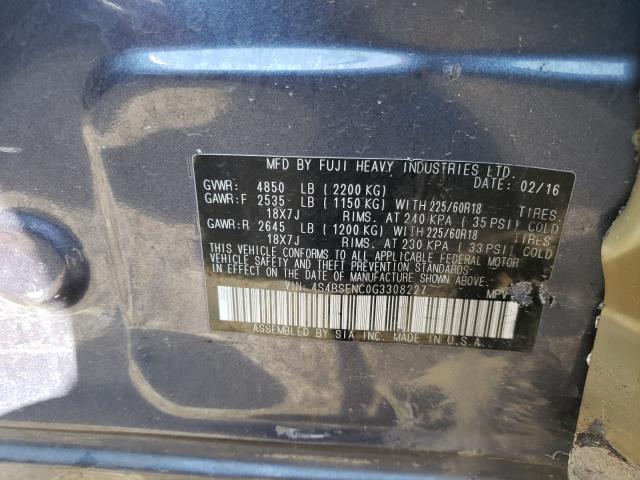 MFD BY FUJI HEAVY INDUSTRIES LTD.
GVWR: 4850 LB (2200 KG) DATE: 02/16
GAWR:F 2535 LB (1150 KG) WITH 225/60R18 TIRES.
18X7J RIMS. AT 240 KPA (35 PSI) COLD
GAWR:R 2645 LB (1200 KG) WITH 225/60R18 TIRES.
18X7J RIMS. AT 230 KPA (33 PSI) COLD
THIS VEHICLE CONFORMS TO ALL APPLICABLE FEDERAL MOTOR
VEHICLE SAFETY STANDARDS IN
EFFECT ON THE DATE OF MANUFACTURE SHOWN ABOVE.
VIN: 4S4BSENC0G3308227 MPV
ASSEMBLED BY SIA INC. MADE IN U.S.A.